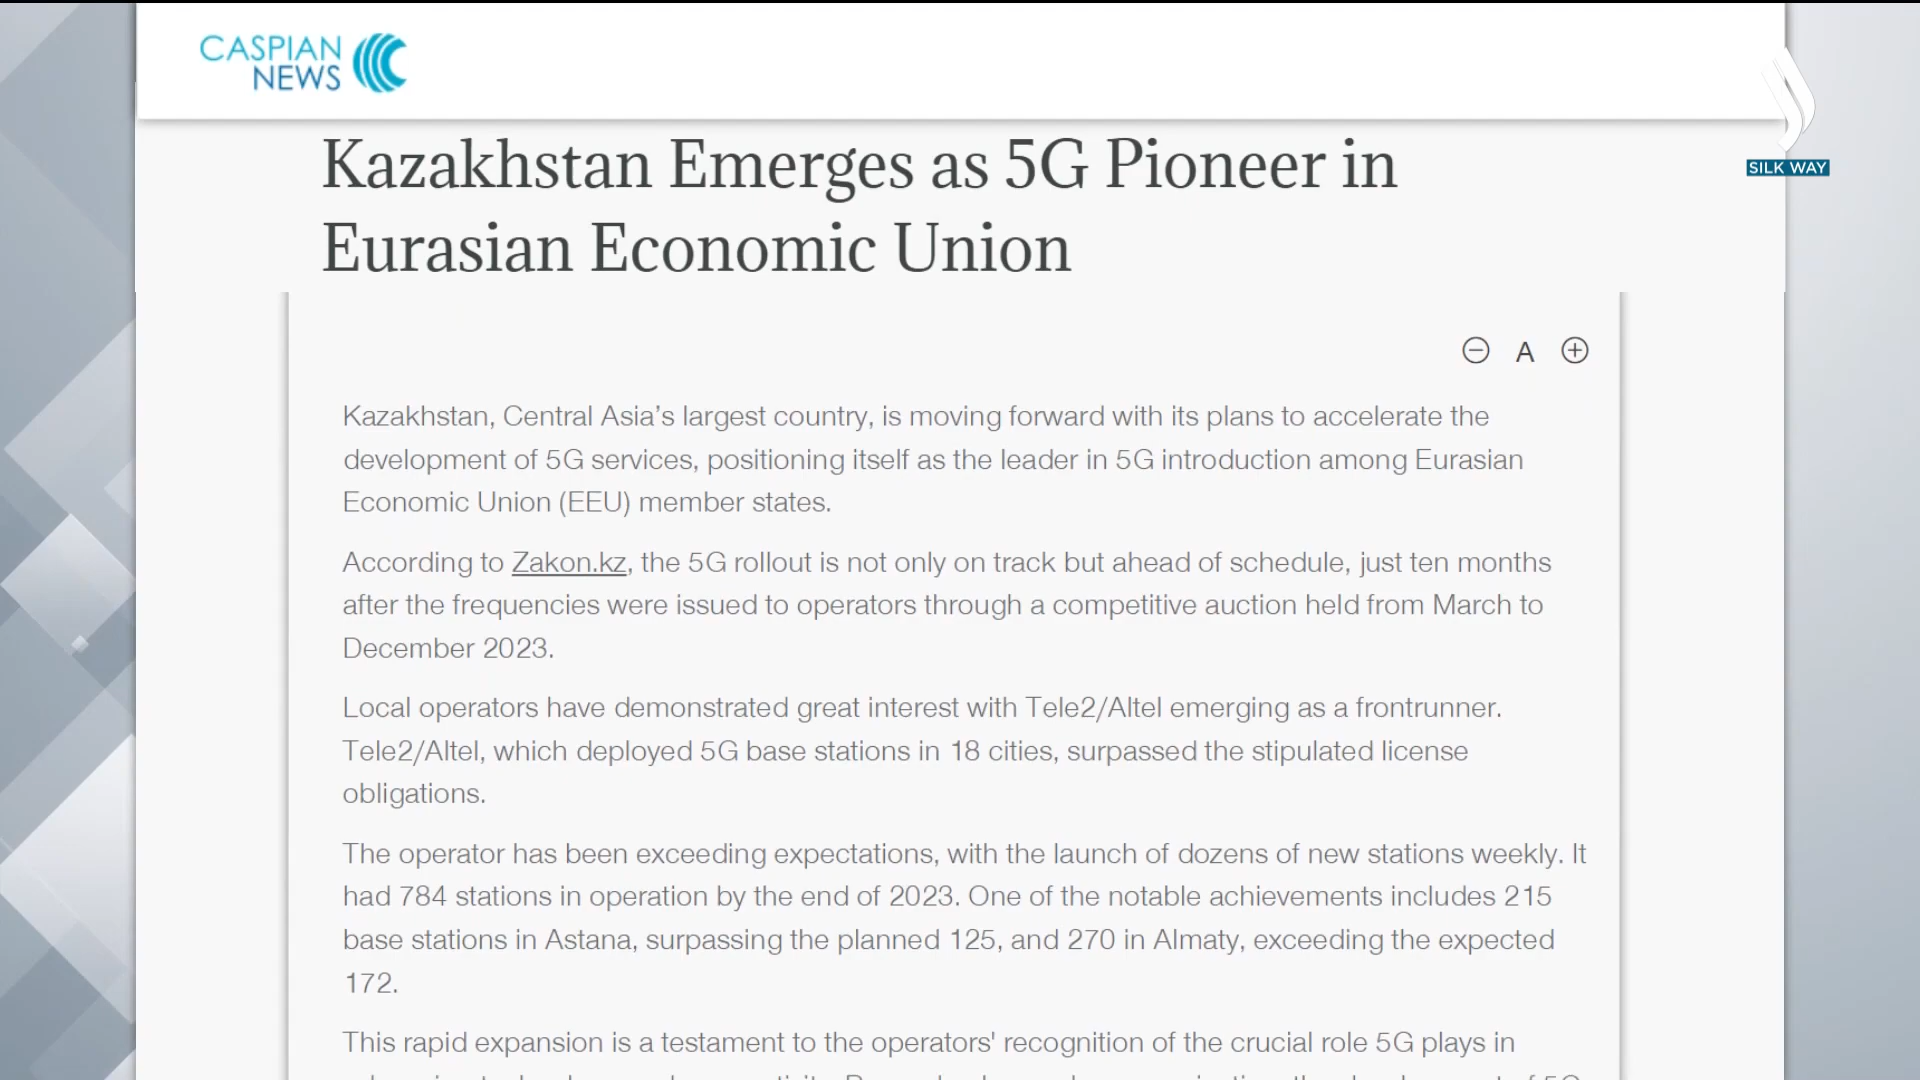 CASPIAN
NEWS
SILK WAY
Kazakhstan Emerges as 5G Pioneer in
Eurasian Economic Union
A
Kazakhstan, Central Asia’s largest country, is moving forward with its plans to accelerate the
development of 5G services, positioning itself as the leader in 5G introduction among Eurasian
Economic Union (EEU) member states.
According to Zakon.kz, the 5G rollout is not only on track but ahead of schedule, just ten months
after the frequencies were issued to operators through a competitive auction held from March to
December 2023.
Local operators have demonstrated great interest with Tele2/Altel emerging as a frontrunner.
Tele2/Altel, which deployed 5G base stations in 18 cities, surpassed the stipulated license
obligations.
The operator has been exceeding expectations, with the launch of dozens of new stations weekly. It
had 784 stations in operation by the end of 2023. One of the notable achievements includes 215
base stations in Astana, surpassing the planned 125, and 270 in Almaty, exceeding the expected
172.
This rapid expansion is a testament to the operators' recognition of the crucial role 5G plays in